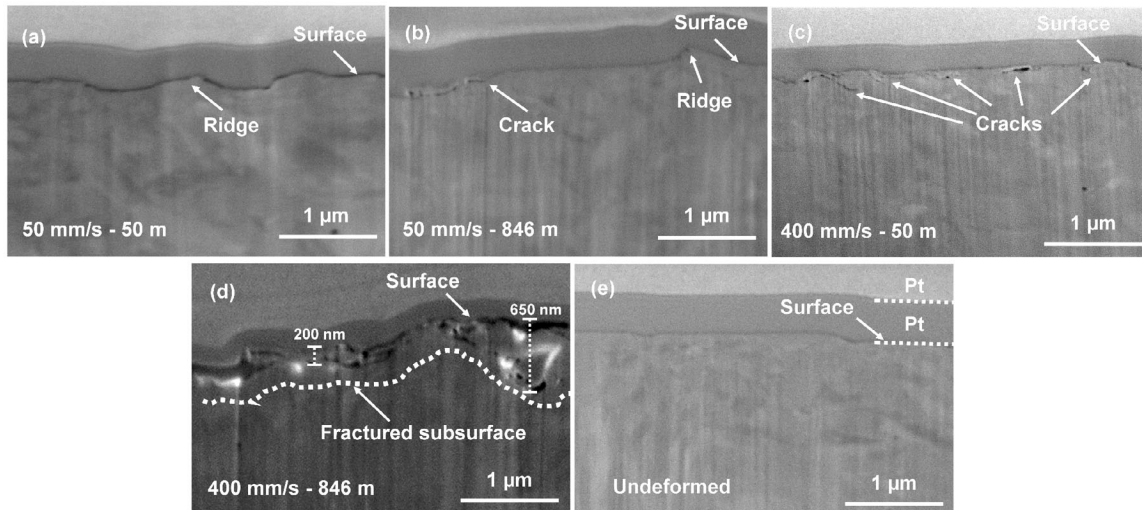 (a)
Surface
Ridge
50 mm/s - 50 m
1 µm
(b)
Surface
Ridge
Crack
50 mm/s - 846 m
1 µm
(c)
Surface
Cracks
400 mm/s - 50 m
1 µm
(d)
Surface
650 nm
200 nm
Fractured subsurface
400 mm/s - 846 m
1 µm
(e)
Pt
Surface
Pt
Undeformed
1 µm